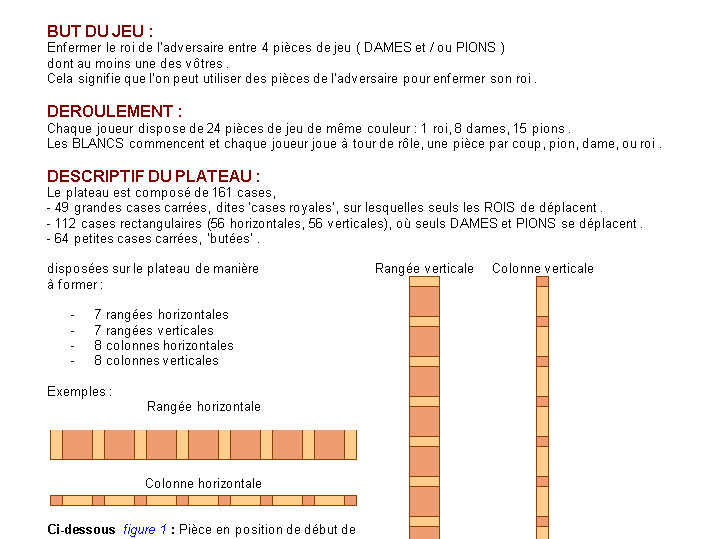 BUT DU JEU :
Enfermer le roi de l'adversaire entre 4 pièces de jeu ( DAMES et / ou PIONS )
dont au moins une des vôtres .
Cela signifie que l'on peut utiliser des pièces de l'adversaire pour enfermer son roi .
DEROULEMENT :
Chaque joueur dispose de 24 pièces de jeu de même couleur : 1 roi, 8 dames, 15 pions .
Les BLANCS commencent et chaque joueur joue à tour de rôle, une pièce par coup, pion, dame, ou roi .
DESCRIPTIF DU PLATEAU :
Le plateau est composé de 161 cases,
- 49 grandes cases carrées, dites 'cases royales', sur lesquelles seuls les ROIS de déplacent .
- 112 cases rectangulaires (56 horizontales, 56 verticales), où seuls DAMES et PIONS se déplacent .
- 64 petites cases carrées, 'butées' .
disposées sur le plateau de manière
à former :
- 7 rangées horizontales
- 7 rangées verticales
- 8 colonnes horizontales
- 8 colonnes verticales
Exemples :
Rangée horizontale
Colonne horizontale
Rangée verticale
Colonne verticale
Ci-dessous figure 1 : Pièce en position de début de